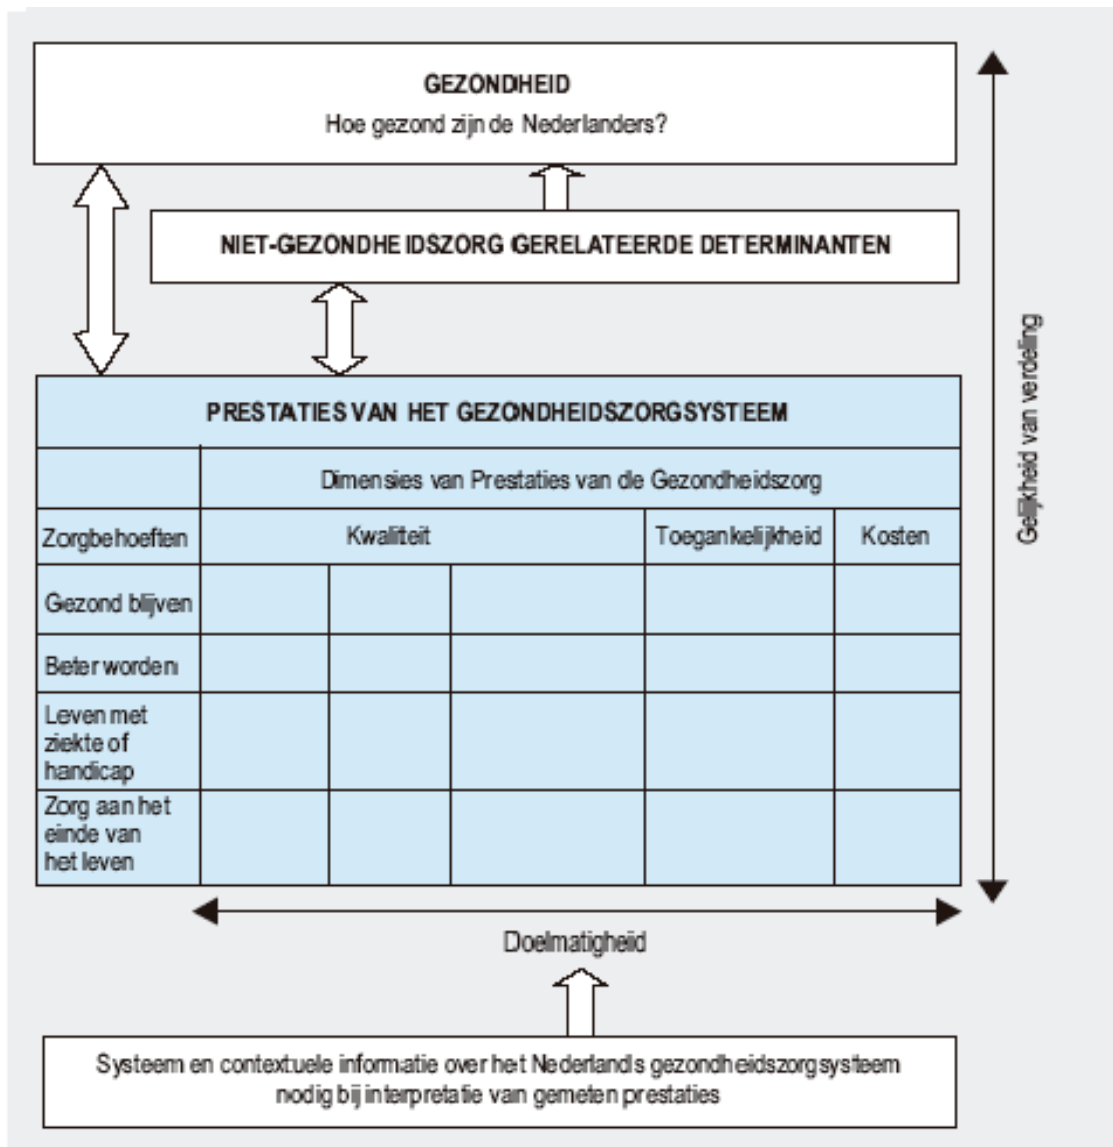 GEZONDHEID
Hoe gezond zijn de Nederlanders?
NIET-GEZONDHEIDSZORG GERELATEERDE DETERMINANTEN
PRESTATIES VAN HET GEZONDHEIDSZORGSYSTEEM
Dimensies van Prestaties van de Gezondheidszorg
Zorgbehoeften
Kwaliteit
Toegankelijkheid
Kosten
Gezond blijven
Beter worden
Leven met
ziekte of
handicap
Zorg aan het
einde van
het leven
Gelijkheid van verdeling
Doelmatigheid
Systeem en contextuele informatie over het Nederlands gezondheidszorgsysteem
nodig bij interpretatie van gemeten prestaties